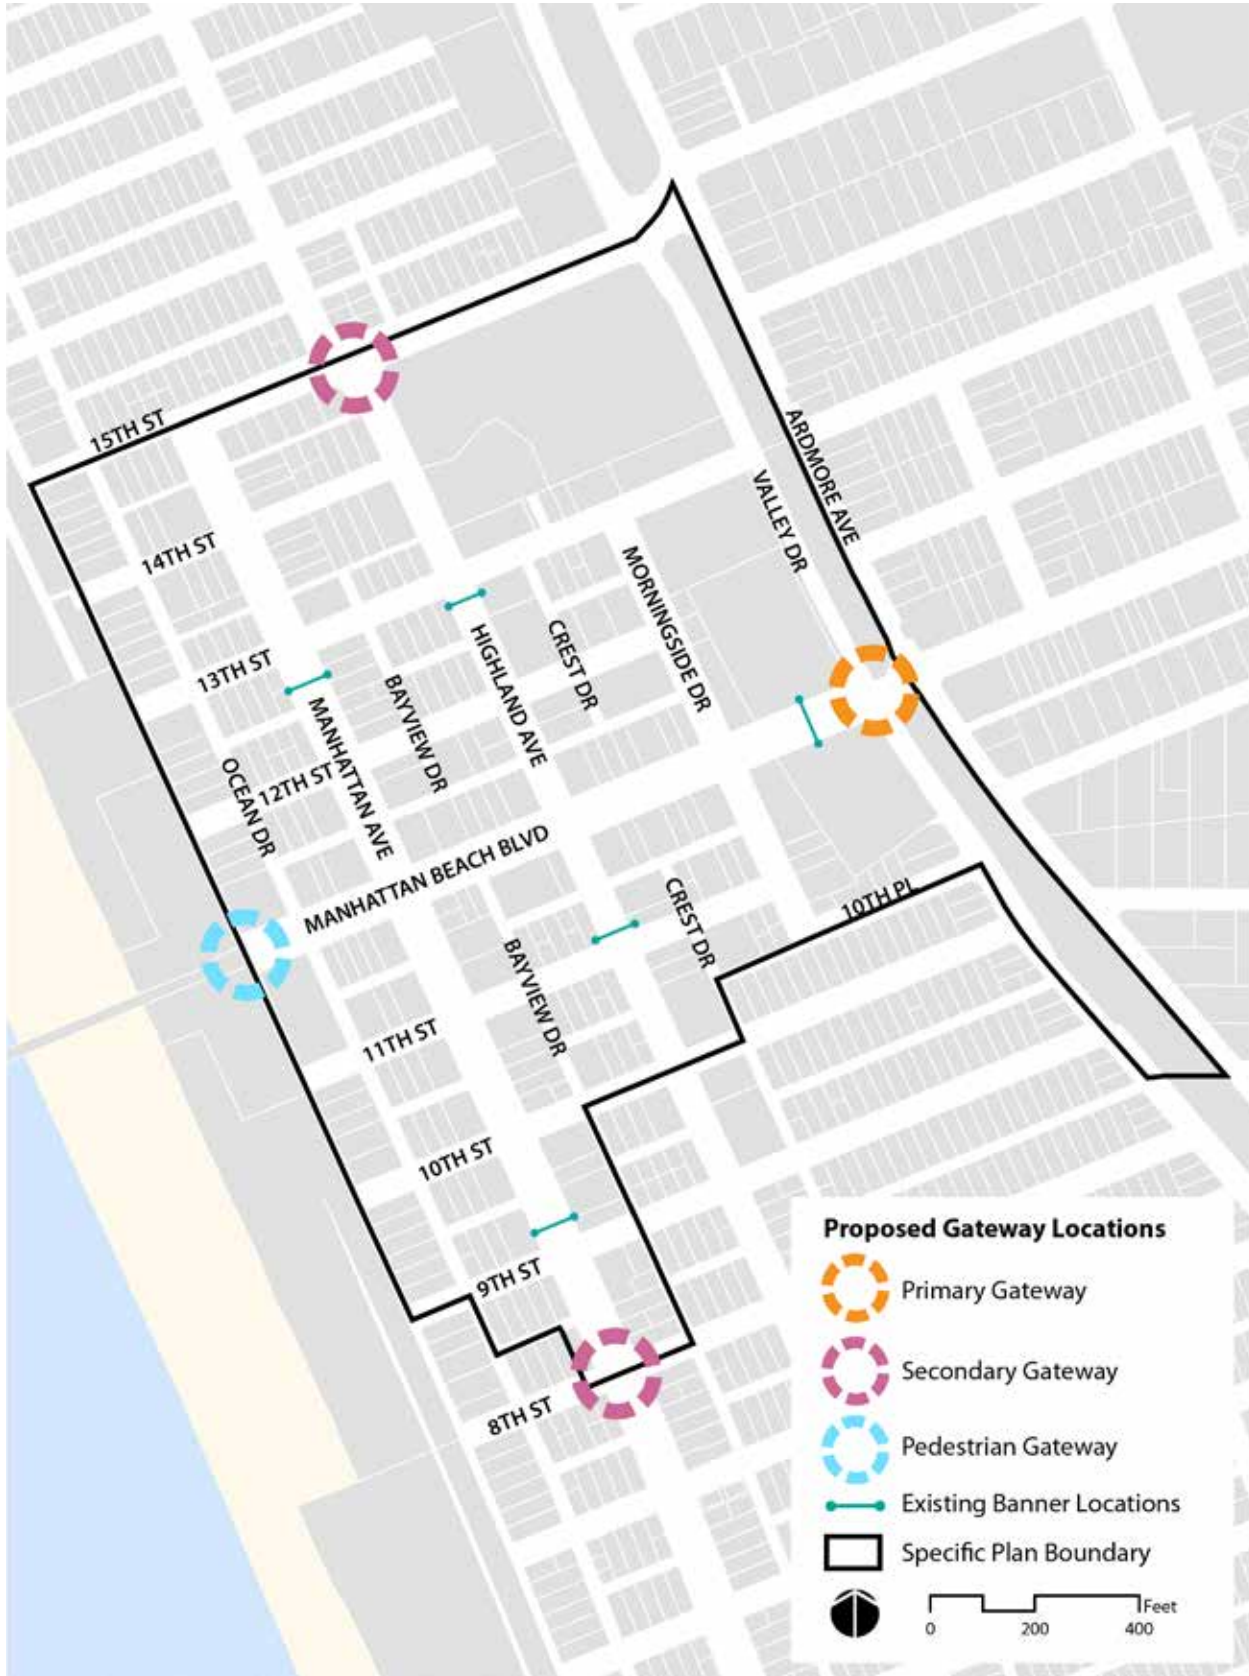 15TH ST
ARDMORE AVE
VALLEY DR
14TH ST
MORNINGSIDE DR
CREST DR
HIGHLAND AVE
13TH ST
BAYVIEW DR
MANHATTAN AVE
OCEAN DR
12TH ST
MANHATTAN BEACH BLVD
CREST DR
10TH PL
BAYVIEW DR
11TH ST
10TH ST
9TH ST
8TH ST
Proposed Gateway Locations
Primary Gateway
Secondary Gateway
Pedestrian Gateway
Existing Banner Locations
Specific Plan Boundary
Feet
0 200 400